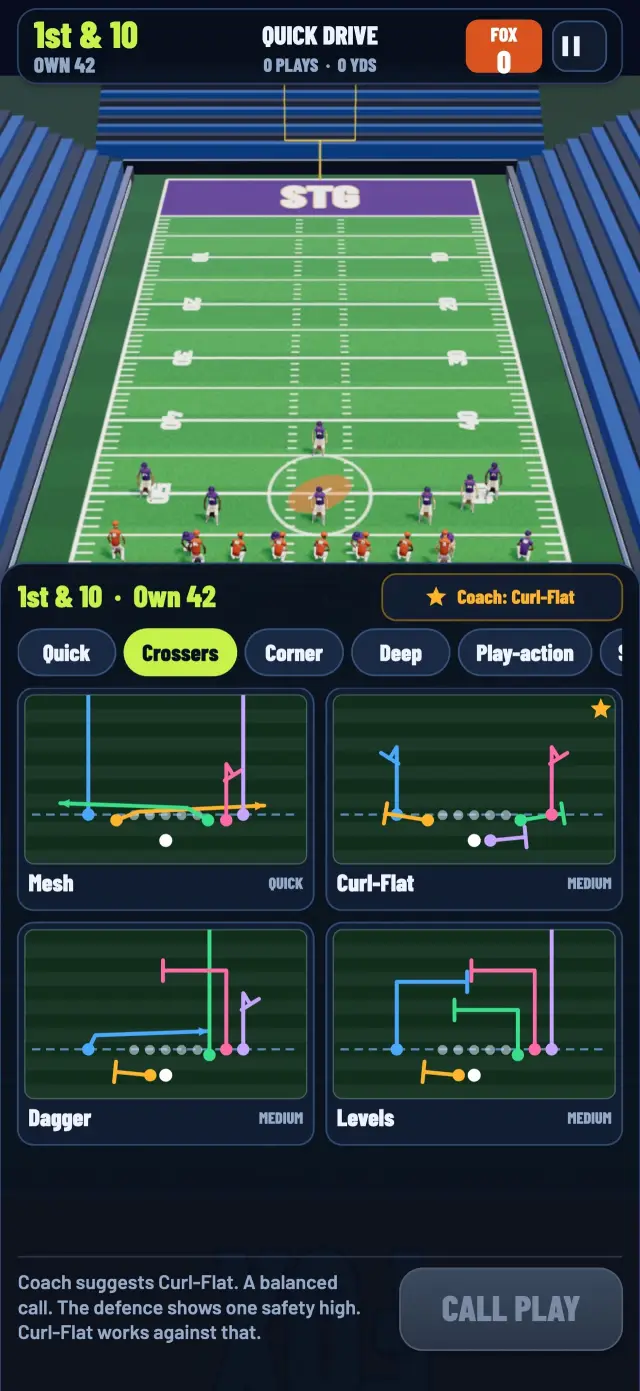 1st & 10
OWN 42
QUICK DRIVE
0 PLAYS · 0 YDS
FOX
0
STG
1st & 10 · Own 42
Coach: Curl-Flat
Quick
Crossers
Corner
Deep
Play-action
Mesh
QUICK
Curl-Flat
MEDIUM
Dagger
MEDIUM
Levels
MEDIUM
Coach suggests Curl-Flat. A balanced
call. The defence shows one safety high.
Curl-Flat works against that.
CALL PLAY